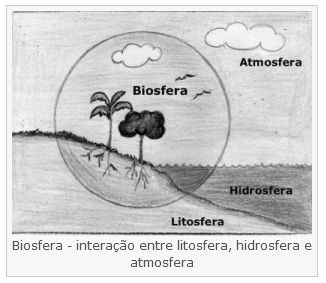 Atmosfera
Biosfera
Hidrosfera
Litosfera
Biosfera - interação entre litosfera, hidrosfera e
atmosfera